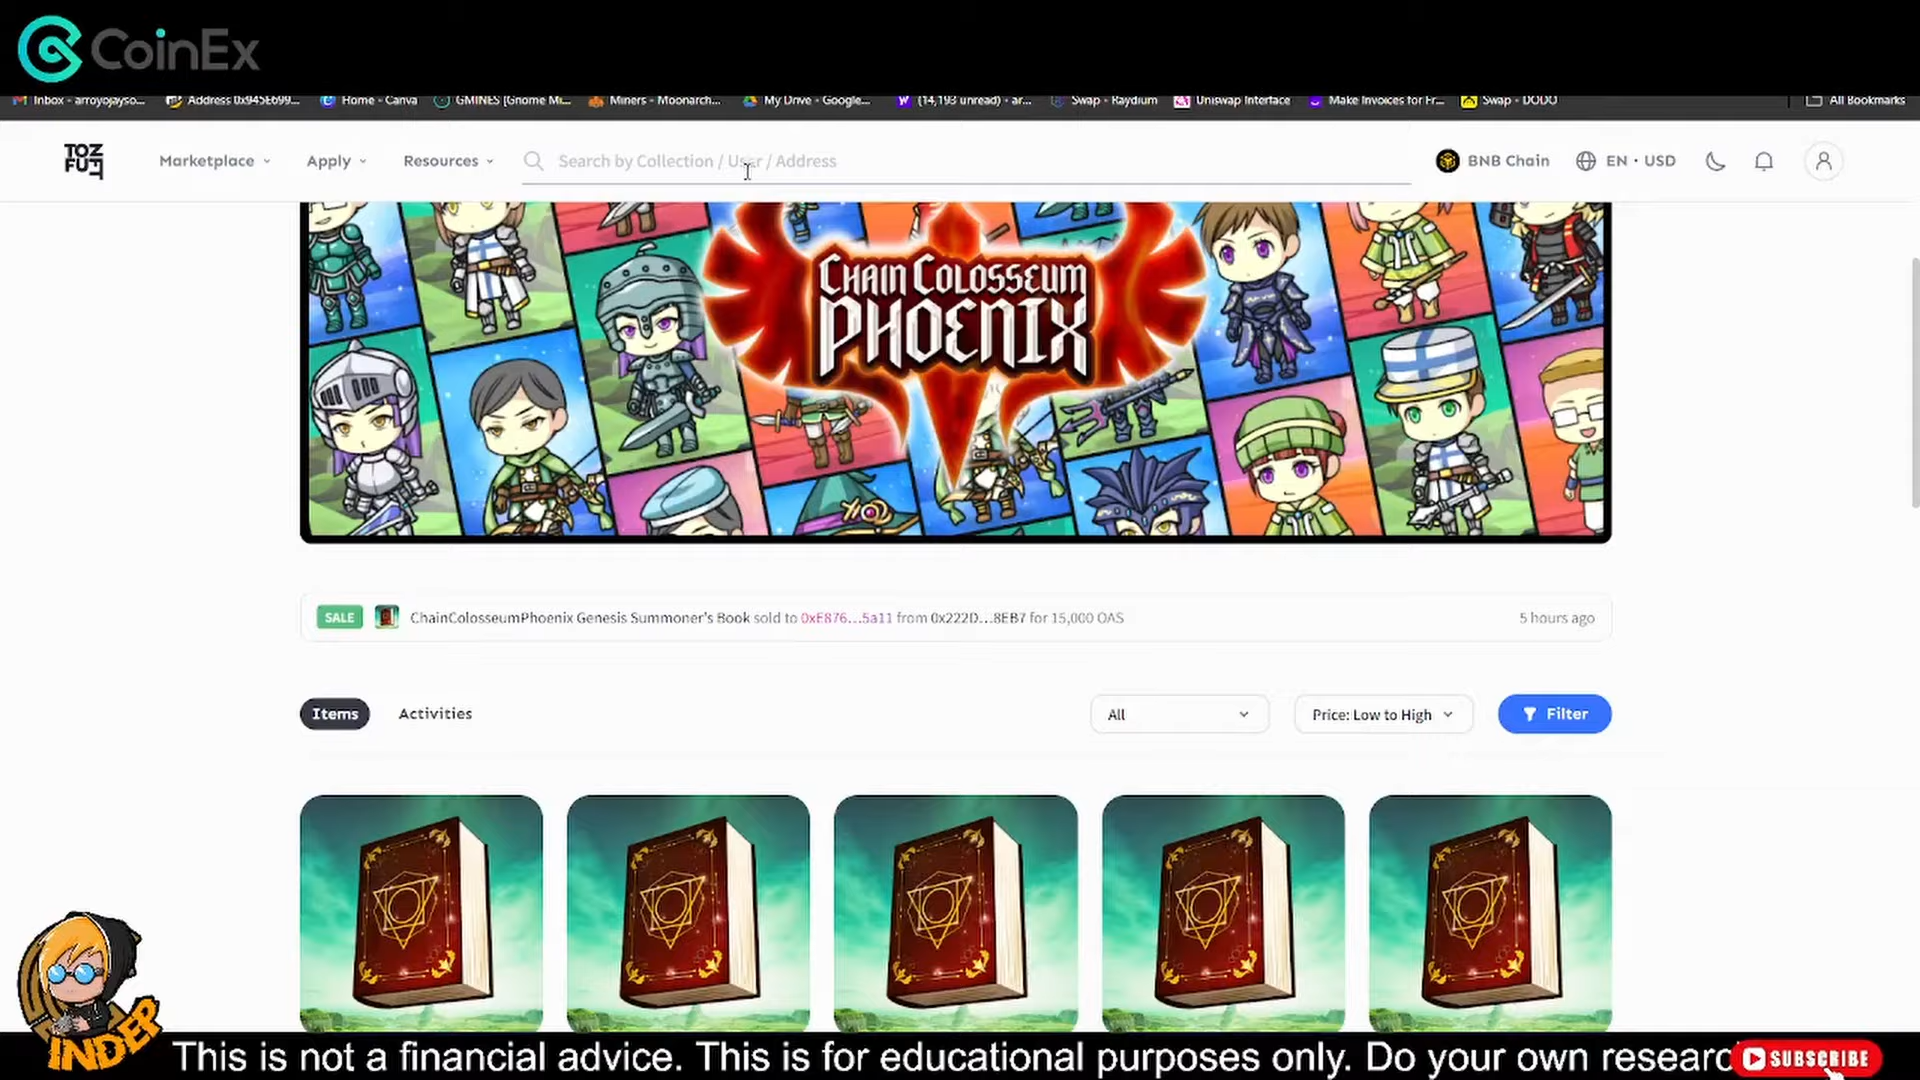 CoinEx
Inbox - arroyojayso...
Address 0x945E699...
Home - Canva
GMINES [Gnome Mi...
Miners - Moonarch...
My Drive - Google...
(14,193 unread) - ar...
Swap - Raydium
Uniswap Interface
Make Invoices for Fr...
Swap - DODO
All Bookmarks
TOFU
Marketplace
Apply
Resources
Search by Collection / User / Address
BNB Chain
EN · USD
CHAIN COLOSSEUM
PHOENIX
SALE
ChainColosseumPhoenix Genesis Summoner's Book sold to 0xE876...5a11 from 0x222D...8EB7 for 15,000 OAS
5 hours ago
Items
Activities
All
Price: Low to High
Filter
INDEP
This is not a financial advice. This is for educational purposes only. Do your own researc
SUBSCRIBE